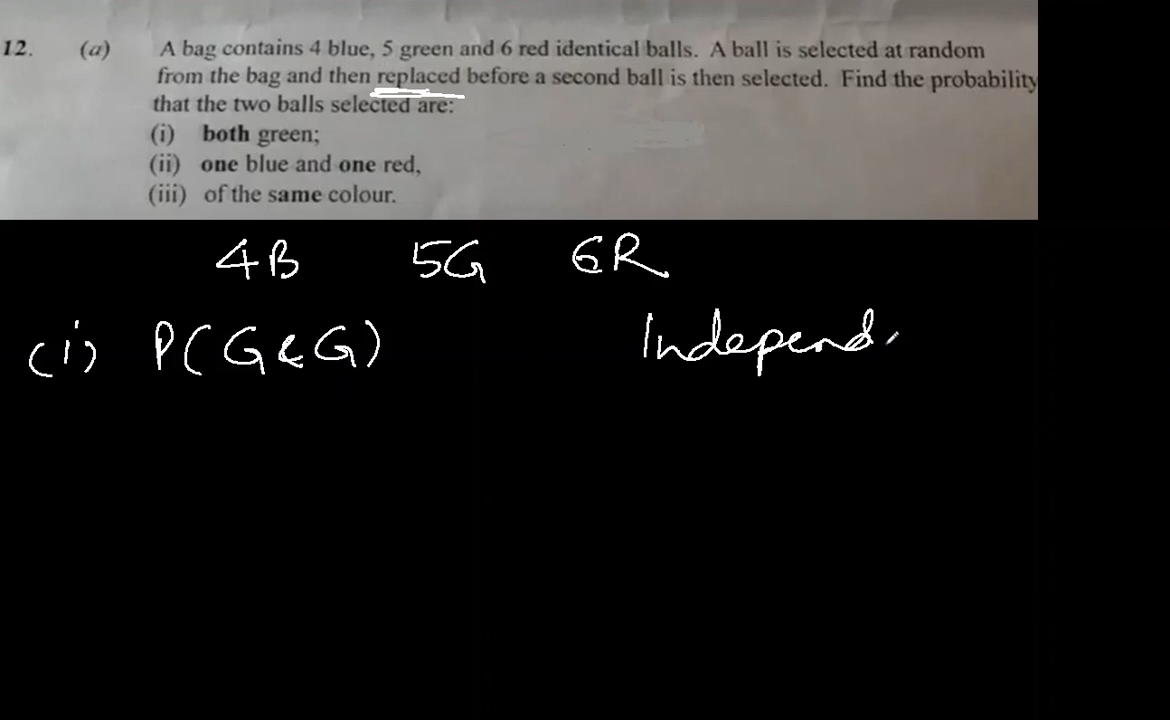 12. (a) A bag contains 4 blue, 5 green and 6 red identical balls. A ball is selected at random
from the bag and then replaced before a second ball is then selected. Find the probability
that the two balls selected are:
(i) both green;
(ii) one blue and one red,
(iii) of the same colour.
4B 5G 6R
(i) P(G & G) Independ